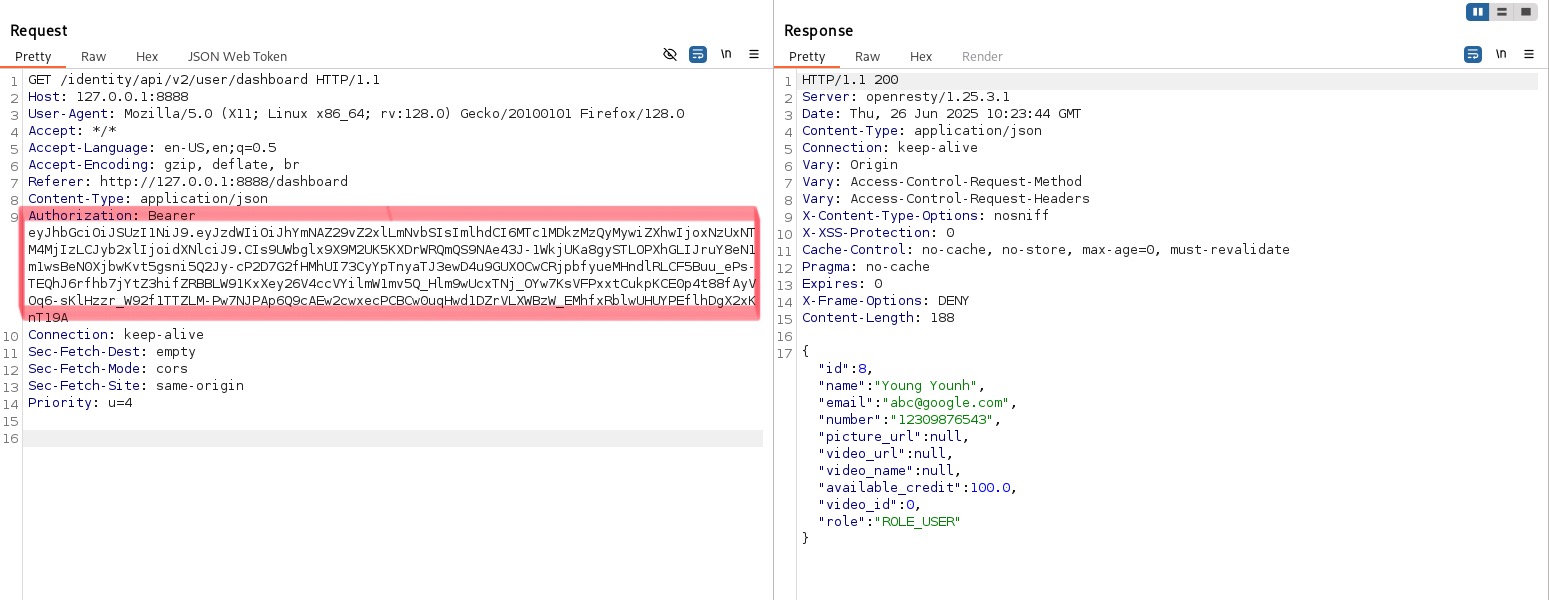 Request
Pretty Raw Hex JSON Web Token \n
1 GET /identity/api/v2/user/dashboard HTTP/1.1
2 Host: 127.0.0.1:8888
3 User-Agent: Mozilla/5.0 (X11; Linux x86_64; rv:128.0) Gecko/20100101 Firefox/128.0
4 Accept: */*
5 Accept-Language: en-US,en;q=0.5
6 Accept-Encoding: gzip, deflate, br
7 Referer: http://127.0.0.1:8888/dashboard
8 Content-Type: application/json
9 Authorization: Bearer
eyJhbGciOiJSUzI1NiJ9.eyJzdWIiOiJhYmNAZ29vZ2xlLmNvbSIsImlhdCI6MTc1MDkzMzQyMywiZXhwIjoxNzUxNT
M4MjIzLCJyb2xlIjoidXNlciJ9.CIs9UWbglx9X9M2UK5KXDrWRQmQS9NAe43J-1WkjUKa8gySTLOPXhGLIJruY8eN1
m1wsBeNOXjbwKvt5gsni5Q2Jy-cP2D7G2fHMhUI73CyYpTnyaTJ3ewD4u9GUXOCwCRjpbfyueMHndlRLCF5Buu_ePs-
TEQhJ6rfhb7jYtZ3hifZRBBLW91KxXey26V4ccVYilmW1mv5Q_Hlm9wUcxTNj_OYw7KsVFPxxtCukpKCEOp4t88fAyV
Oq6-sKlHzzr_W92f1TTZLM-Pw7NJPAp6Q9cAEw2cwxecPCBCw0uqHwd1DZrVLXWBzW_EMhfxRblwUHUYPEflhDgX2xK
nT19A
10 Connection: keep-alive
11 Sec-Fetch-Dest: empty
12 Sec-Fetch-Mode: cors
13 Sec-Fetch-Site: same-origin
14 Priority: u=4
15
16
Response
Pretty Raw Hex Render \n
1 HTTP/1.1 200
2 Server: openresty/1.25.3.1
3 Date: Thu, 26 Jun 2025 10:23:44 GMT
4 Content-Type: application/json
5 Connection: keep-alive
6 Vary: Origin
7 Vary: Access-Control-Request-Method
8 Vary: Access-Control-Request-Headers
9 X-Content-Type-Options: nosniff
10 X-XSS-Protection: 0
11 Cache-Control: no-cache, no-store, max-age=0, must-revalidate
12 Pragma: no-cache
13 Expires: 0
14 X-Frame-Options: DENY
15 Content-Length: 188
16
17 {
"id":8,
"name":"Young Younh",
"email":"abc@google.com",
"number":"12309876543",
"picture_url":null,
"video_url":null,
"video_name":null,
"available_credit":100.0,
"video_id":0,
"role":"ROLE_USER"
}